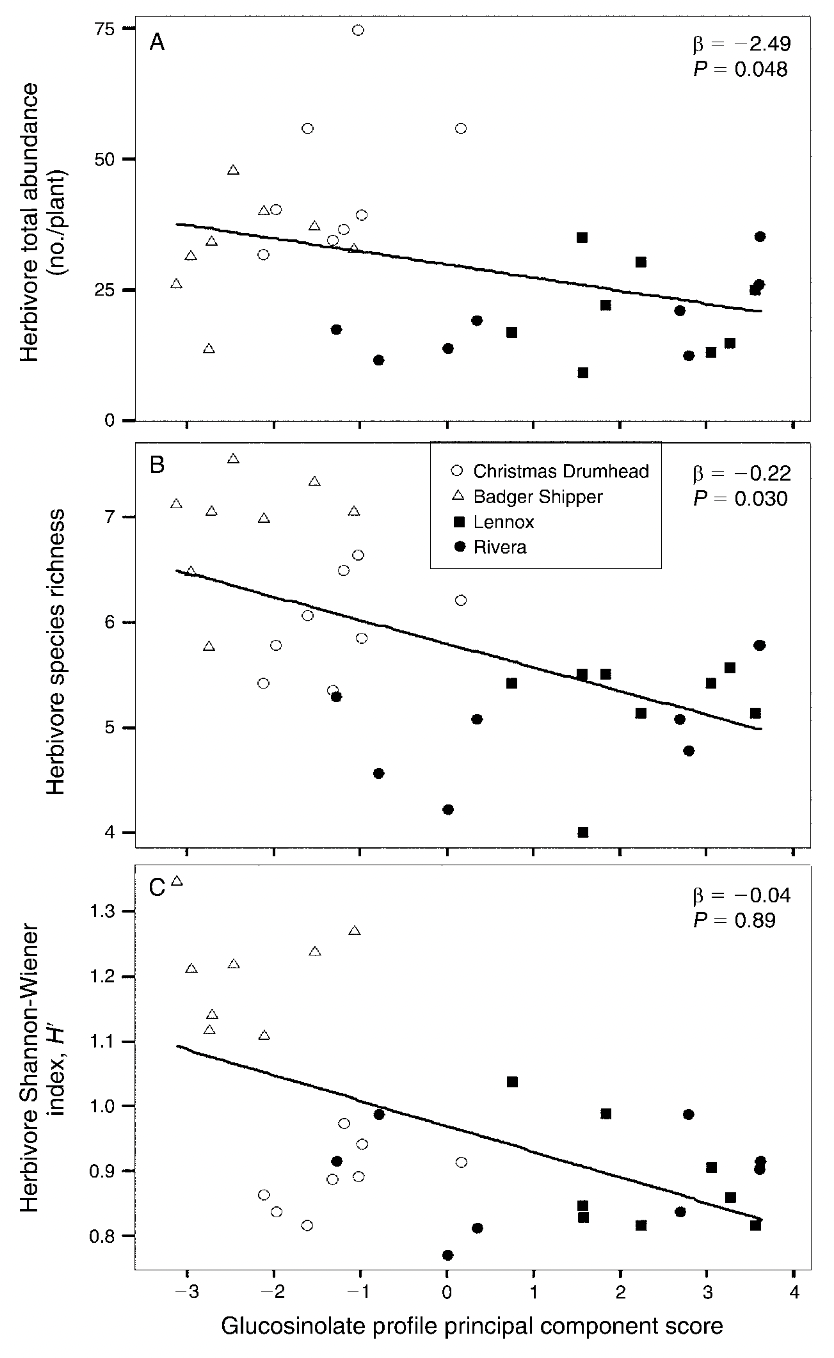 A
β = −2.49
P = 0.048
75
50
25
0
Herbivore total abundance
(no./plant)
B
β = −0.22
P = 0.030
Christmas Drumhead
Badger Shipper
Lennox
Rivera
7
6
5
4
Herbivore species richness
C
β = −0.04
P = 0.89
1.3
1.2
1.1
1.0
0.9
0.8
Herbivore Shannon-Wiener
index, H′
−3 −2 −1 0 1 2 3 4
Glucosinolate profile principal component score